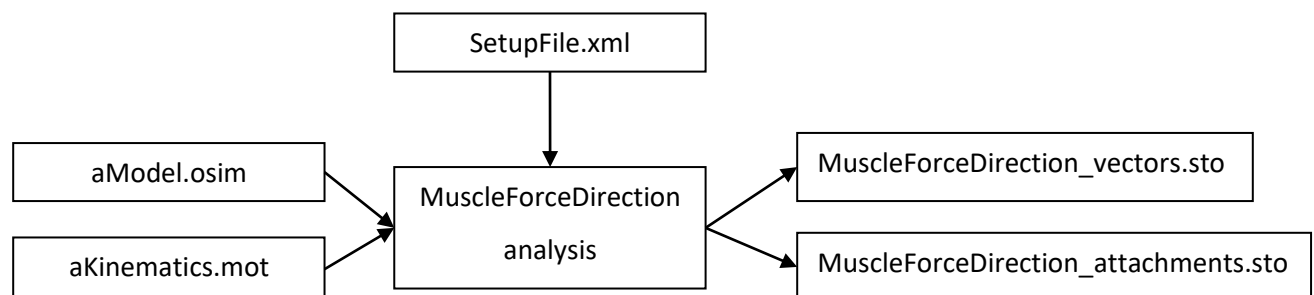 SetupFile.xml
aModel.osim
aKinematics.mot
MuscleForceDirection
analysis
MuscleForceDirection_vectors.sto
MuscleForceDirection_attachments.sto